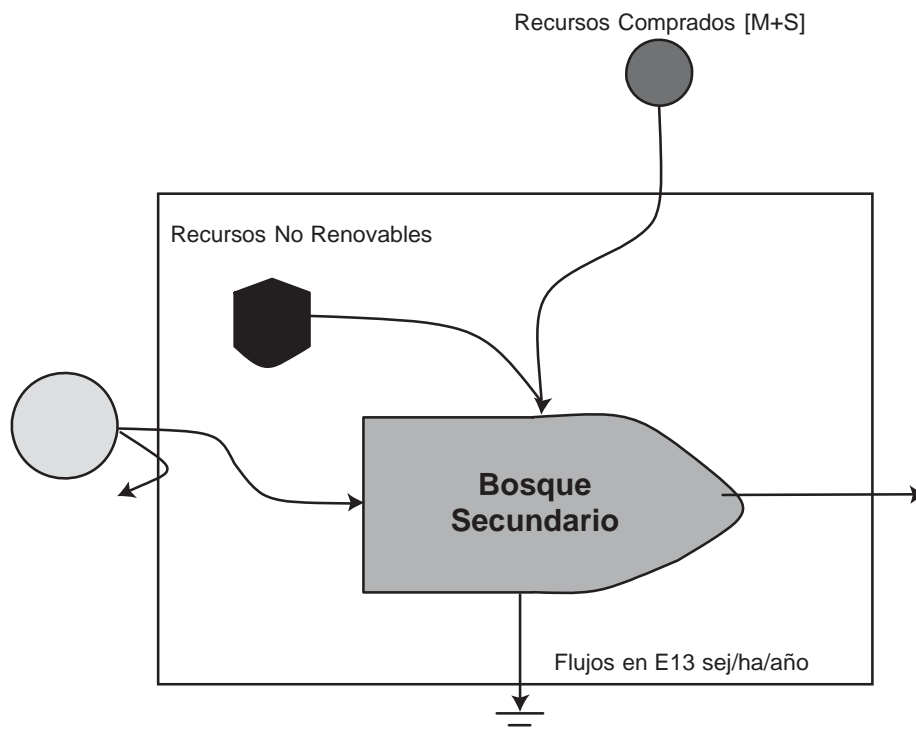 Recursos Comprados [M+S]
Recursos No Renovables
Bosque
Secundario
Flujos en E13 sej/ha/año